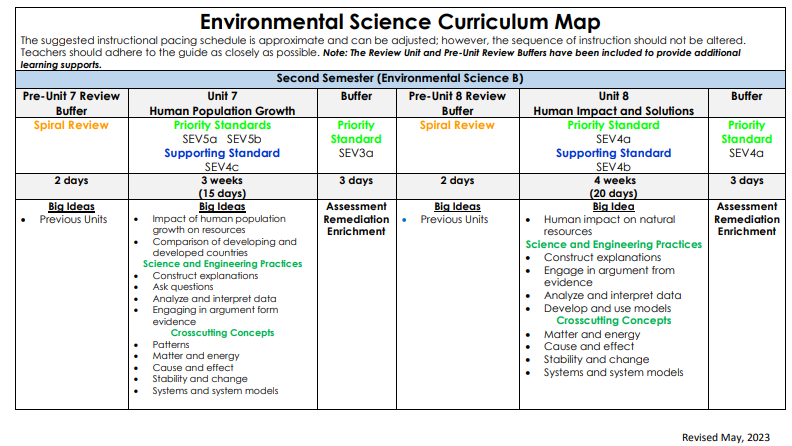 Environmental Science Curriculum Map
The suggested instructional pacing schedule is approximate and can be adjusted; however, the sequence of instruction should not be altered.
Teachers should adhere to the guide as closely as possible. Note: The Review Unit and Pre-Unit Review Buffers have been included to provide additional
learning supports.
Second Semester (Environmental Science B)
Pre-Unit 7 Review
Buffer
Unit 7
Human Population Growth
Buffer
Pre-Unit 8 Review
Buffer
Unit 8
Human Impact and Solutions
Buffer
Spiral Review
Priority Standards
SEV5a SEV5b
Supporting Standard
SEV4c
Priority
Standard
SEV3a
Spiral Review
Priority Standard
SEV4a
Supporting Standard
SEV4b
Priority
Standard
SEV4a
2 days
3 weeks
(15 days)
3 days
2 days
4 weeks
(20 days)
3 days
Big Ideas
• Previous Units
Big Ideas
• Impact of human population
growth on resources
• Comparison of developing and
developed countries
Science and Engineering Practices
• Construct explanations
• Ask questions
• Analyze and interpret data
• Engaging in argument form
evidence
Crosscutting Concepts
• Patterns
• Matter and energy
• Cause and effect
• Stability and change
• Systems and system models
Assessment
Remediation
Enrichment
Big Ideas
• Previous Units
Big Idea
• Human impact on natural
resources
Science and Engineering Practices
• Construct explanations
• Engage in argument from
evidence
• Analyze and interpret data
• Develop and use models
Crosscutting Concepts
• Matter and energy
• Cause and effect
• Stability and change
• Systems and system models
Assessment
Remediation
Enrichment
Revised May, 2023